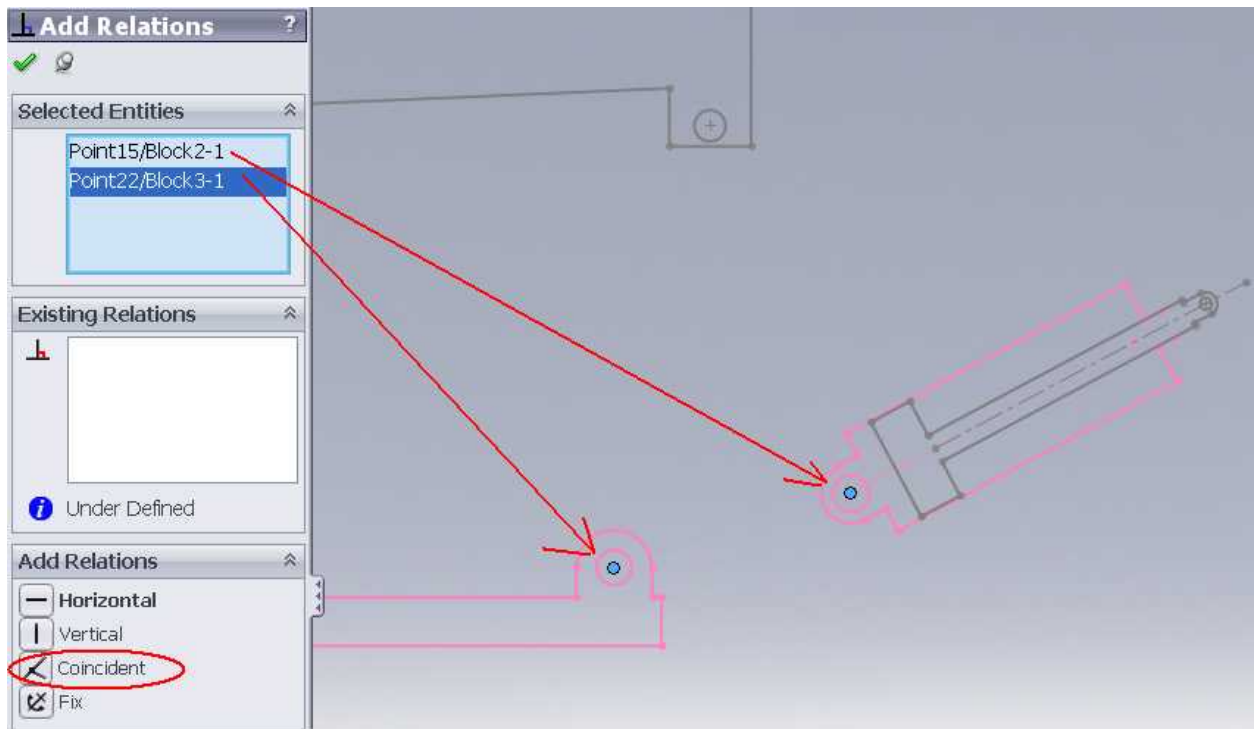 Add Relations ?
Selected Entities
Point15/Block2-1
Point22/Block3-1
Existing Relations
Under Defined
Add Relations
Horizontal
Vertical
Coincident
Fix